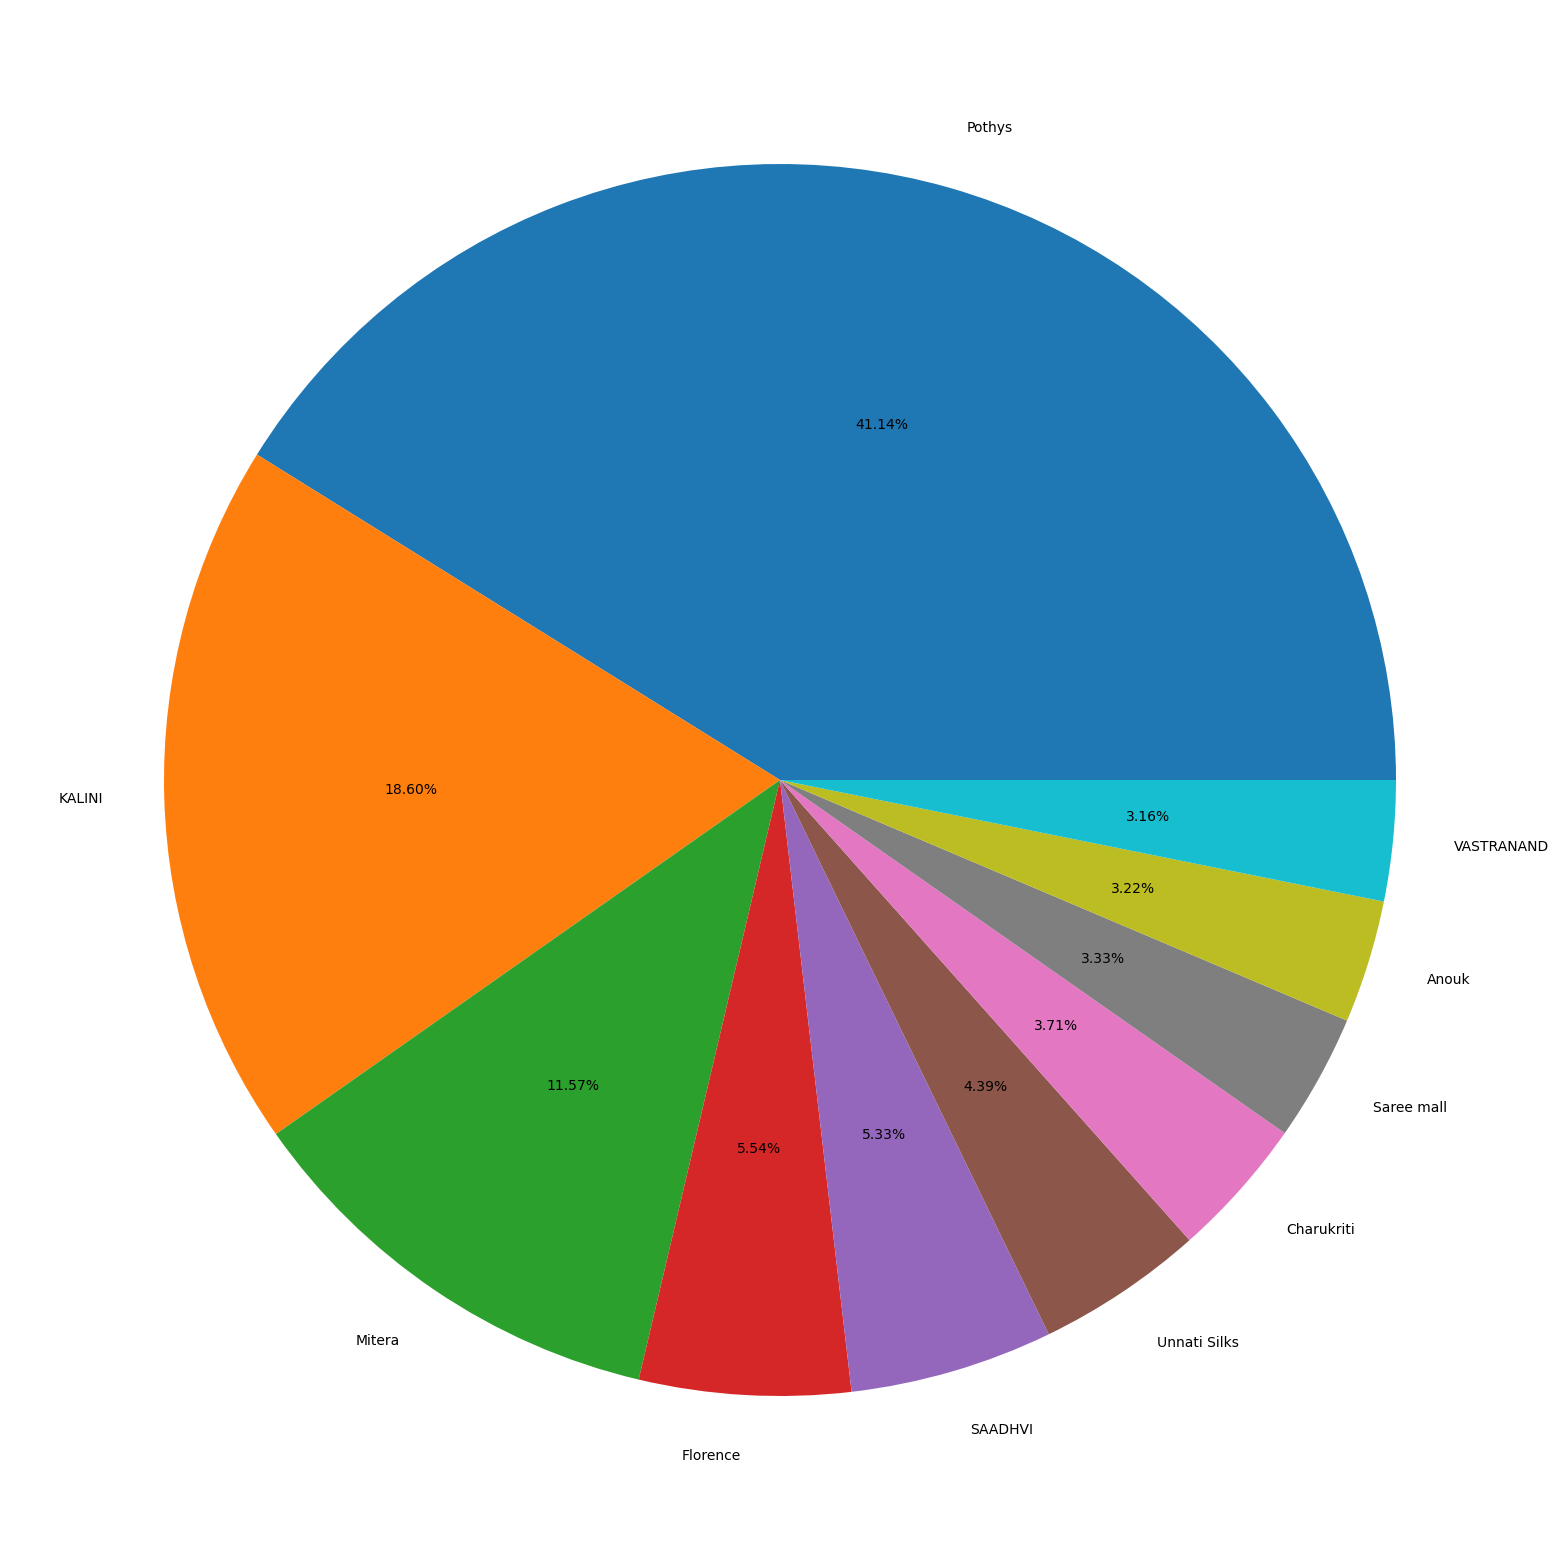 Pothys
41.14%
18.60%
KALINI
3.16%
VASTRANAND
3.22%
3.33%
Anouk
3.71%
11.57%
4.39%
Saree mall
5.33%
5.54%
Charukriti
Mitera
Unnati Silks
SAADHVI
Florence